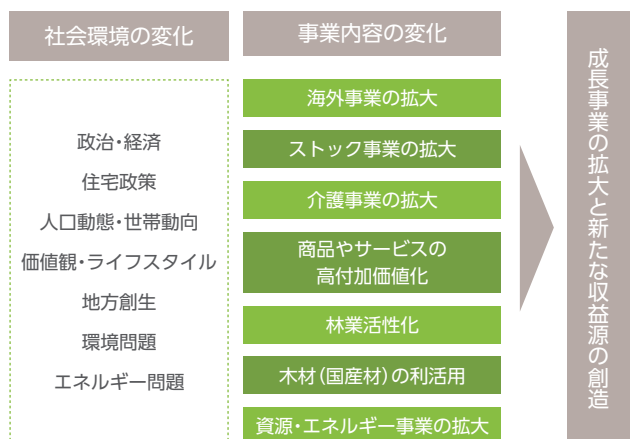 社会環境の変化
政治・経済
住宅政策
人口動態・世帯動向
価値観・ライフスタイル
地方創生
環境問題
エネルギー問題
事業内容の変化
海外事業の拡大
ストック事業の拡大
介護事業の拡大
商品やサービスの
高付加価値化
林業活性化
木材（国産材）の利活用
資源・エネルギー事業の拡大
成長事業の拡大と新たな収益源の創造